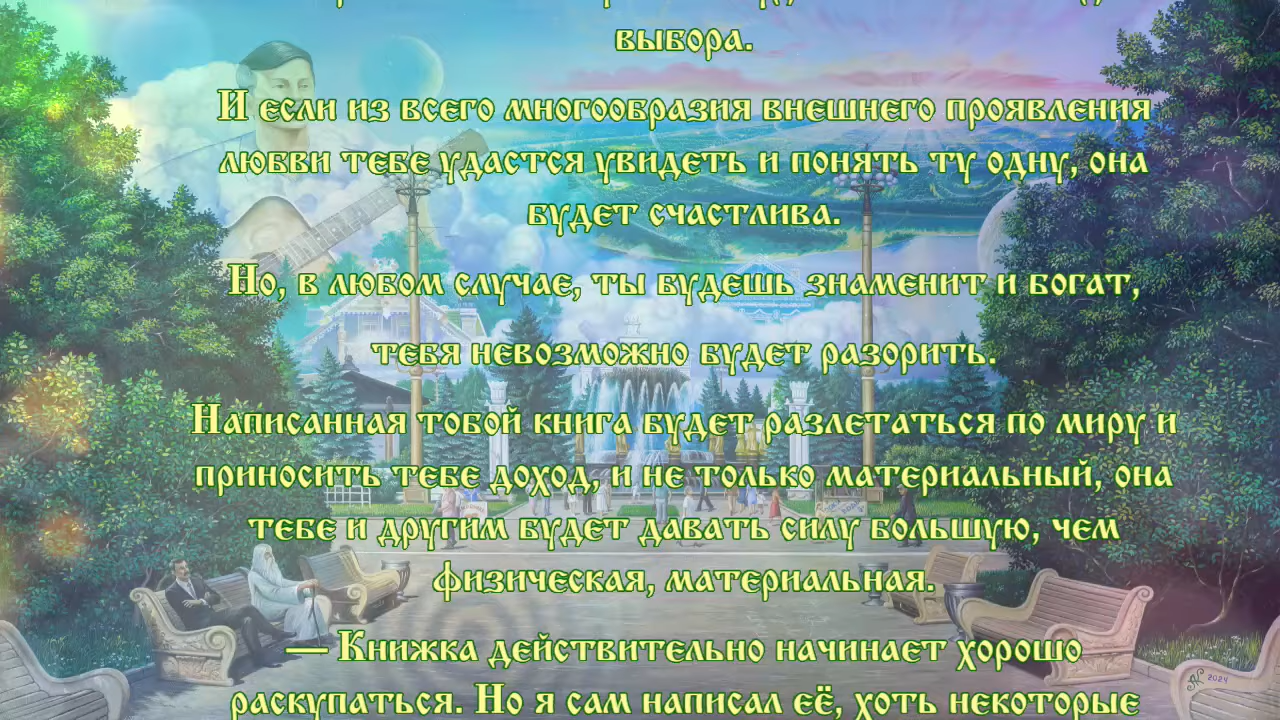 выбора.
И если из всего многообразия внешнего проявления
любви тебе удастся увидеть и понять ту одну, она
будет счастлива.
Но, в любом случае, ты будешь знаменит и богат,
тебя невозможно будет разорить.
Написанная тобой книга будет разлетаться по миру и
приносить тебе доход, и не только материальный, она
тебе и другим будет давать силу большую, чем
физическая, материальная.
— Книжка действительно начинает хорошо
раскупаться. Но я сам написал её, хоть некоторые
2024